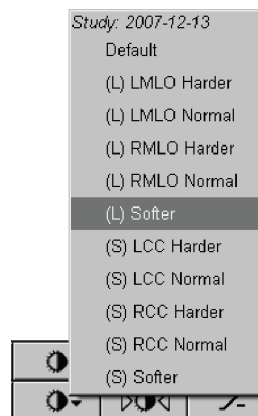 Study: 2007-12-13
Default
(L) LMLO Harder
(L) LMLO Normal
(L) RMLO Harder
(L) RMLO Normal
(L) Softer
(S) LCC Harder
(S) LCC Normal
(S) RCC Harder
(S) RCC Normal
(S) Softer